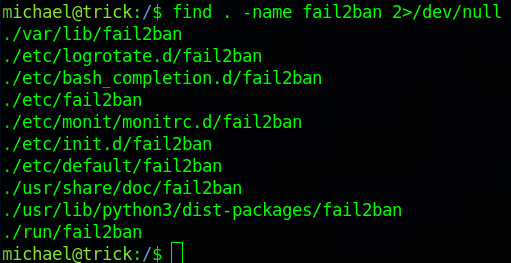 michael@trick:/$ find . -name fail2ban 2>/dev/null
./var/lib/fail2ban
./etc/logrotate.d/fail2ban
./etc/bash_completion.d/fail2ban
./etc/fail2ban
./etc/monit/monitrc.d/fail2ban
./etc/init.d/fail2ban
./etc/default/fail2ban
./usr/share/doc/fail2ban
./usr/lib/python3/dist-packages/fail2ban
./run/fail2ban
michael@trick:/$